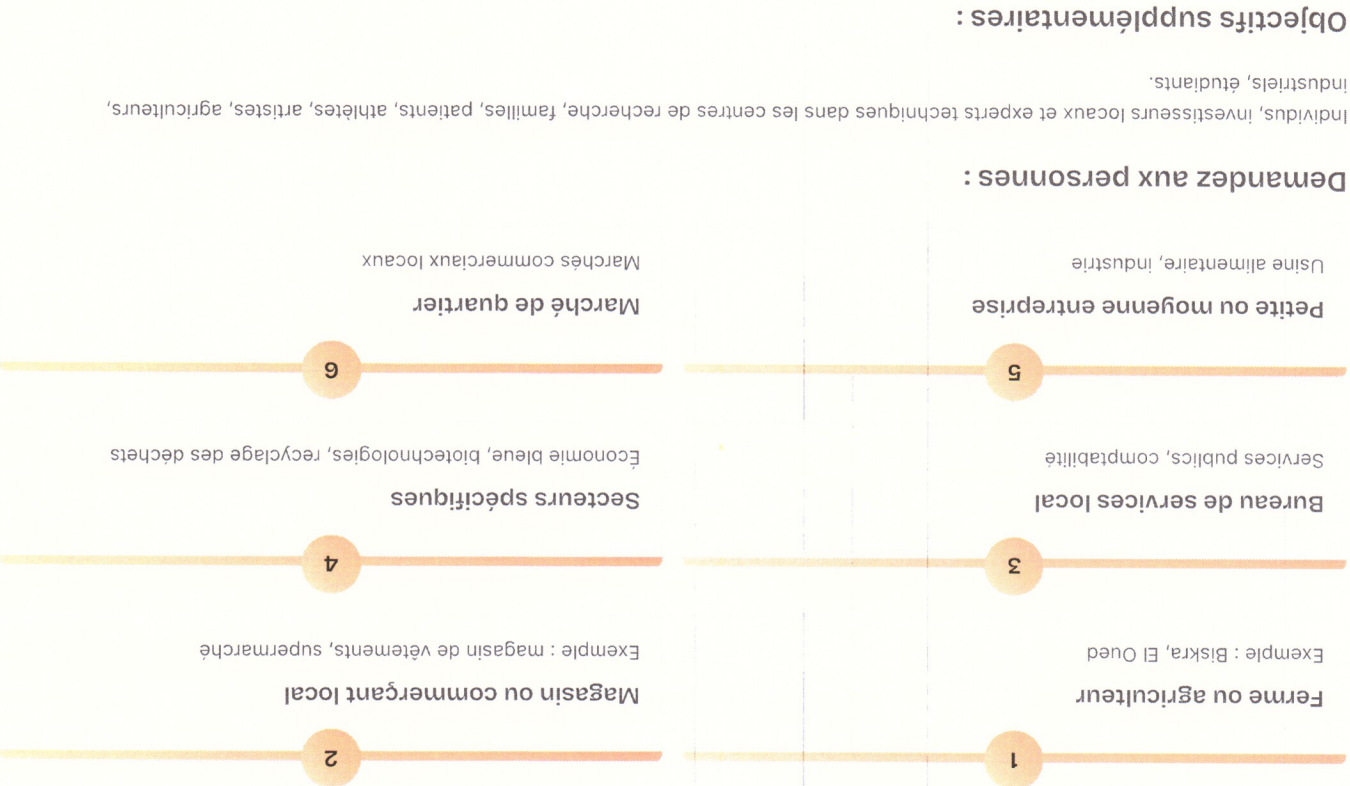 1
Ferme ou agriculteur
Exemple : Biskra, El Oued
2
Magasin ou commerçant local
Exemple : magasin de vêtements, supermarché
3
Bureau de services local
Services publics, comptabilité
4
Secteurs spécifiques
Économie bleue, biotechnologies, recyclage des déchets
5
Petite ou moyenne entreprise
Usine alimentaire, industrie
6
Marché de quartier
Marchés commerciaux locaux
Demandez aux personnes :
Individus, investisseurs locaux et experts techniques dans les centres de recherche, familles, patients, athlètes, artistes, agriculteurs,
industriels, étudiants.
Objectifs supplémentaires :